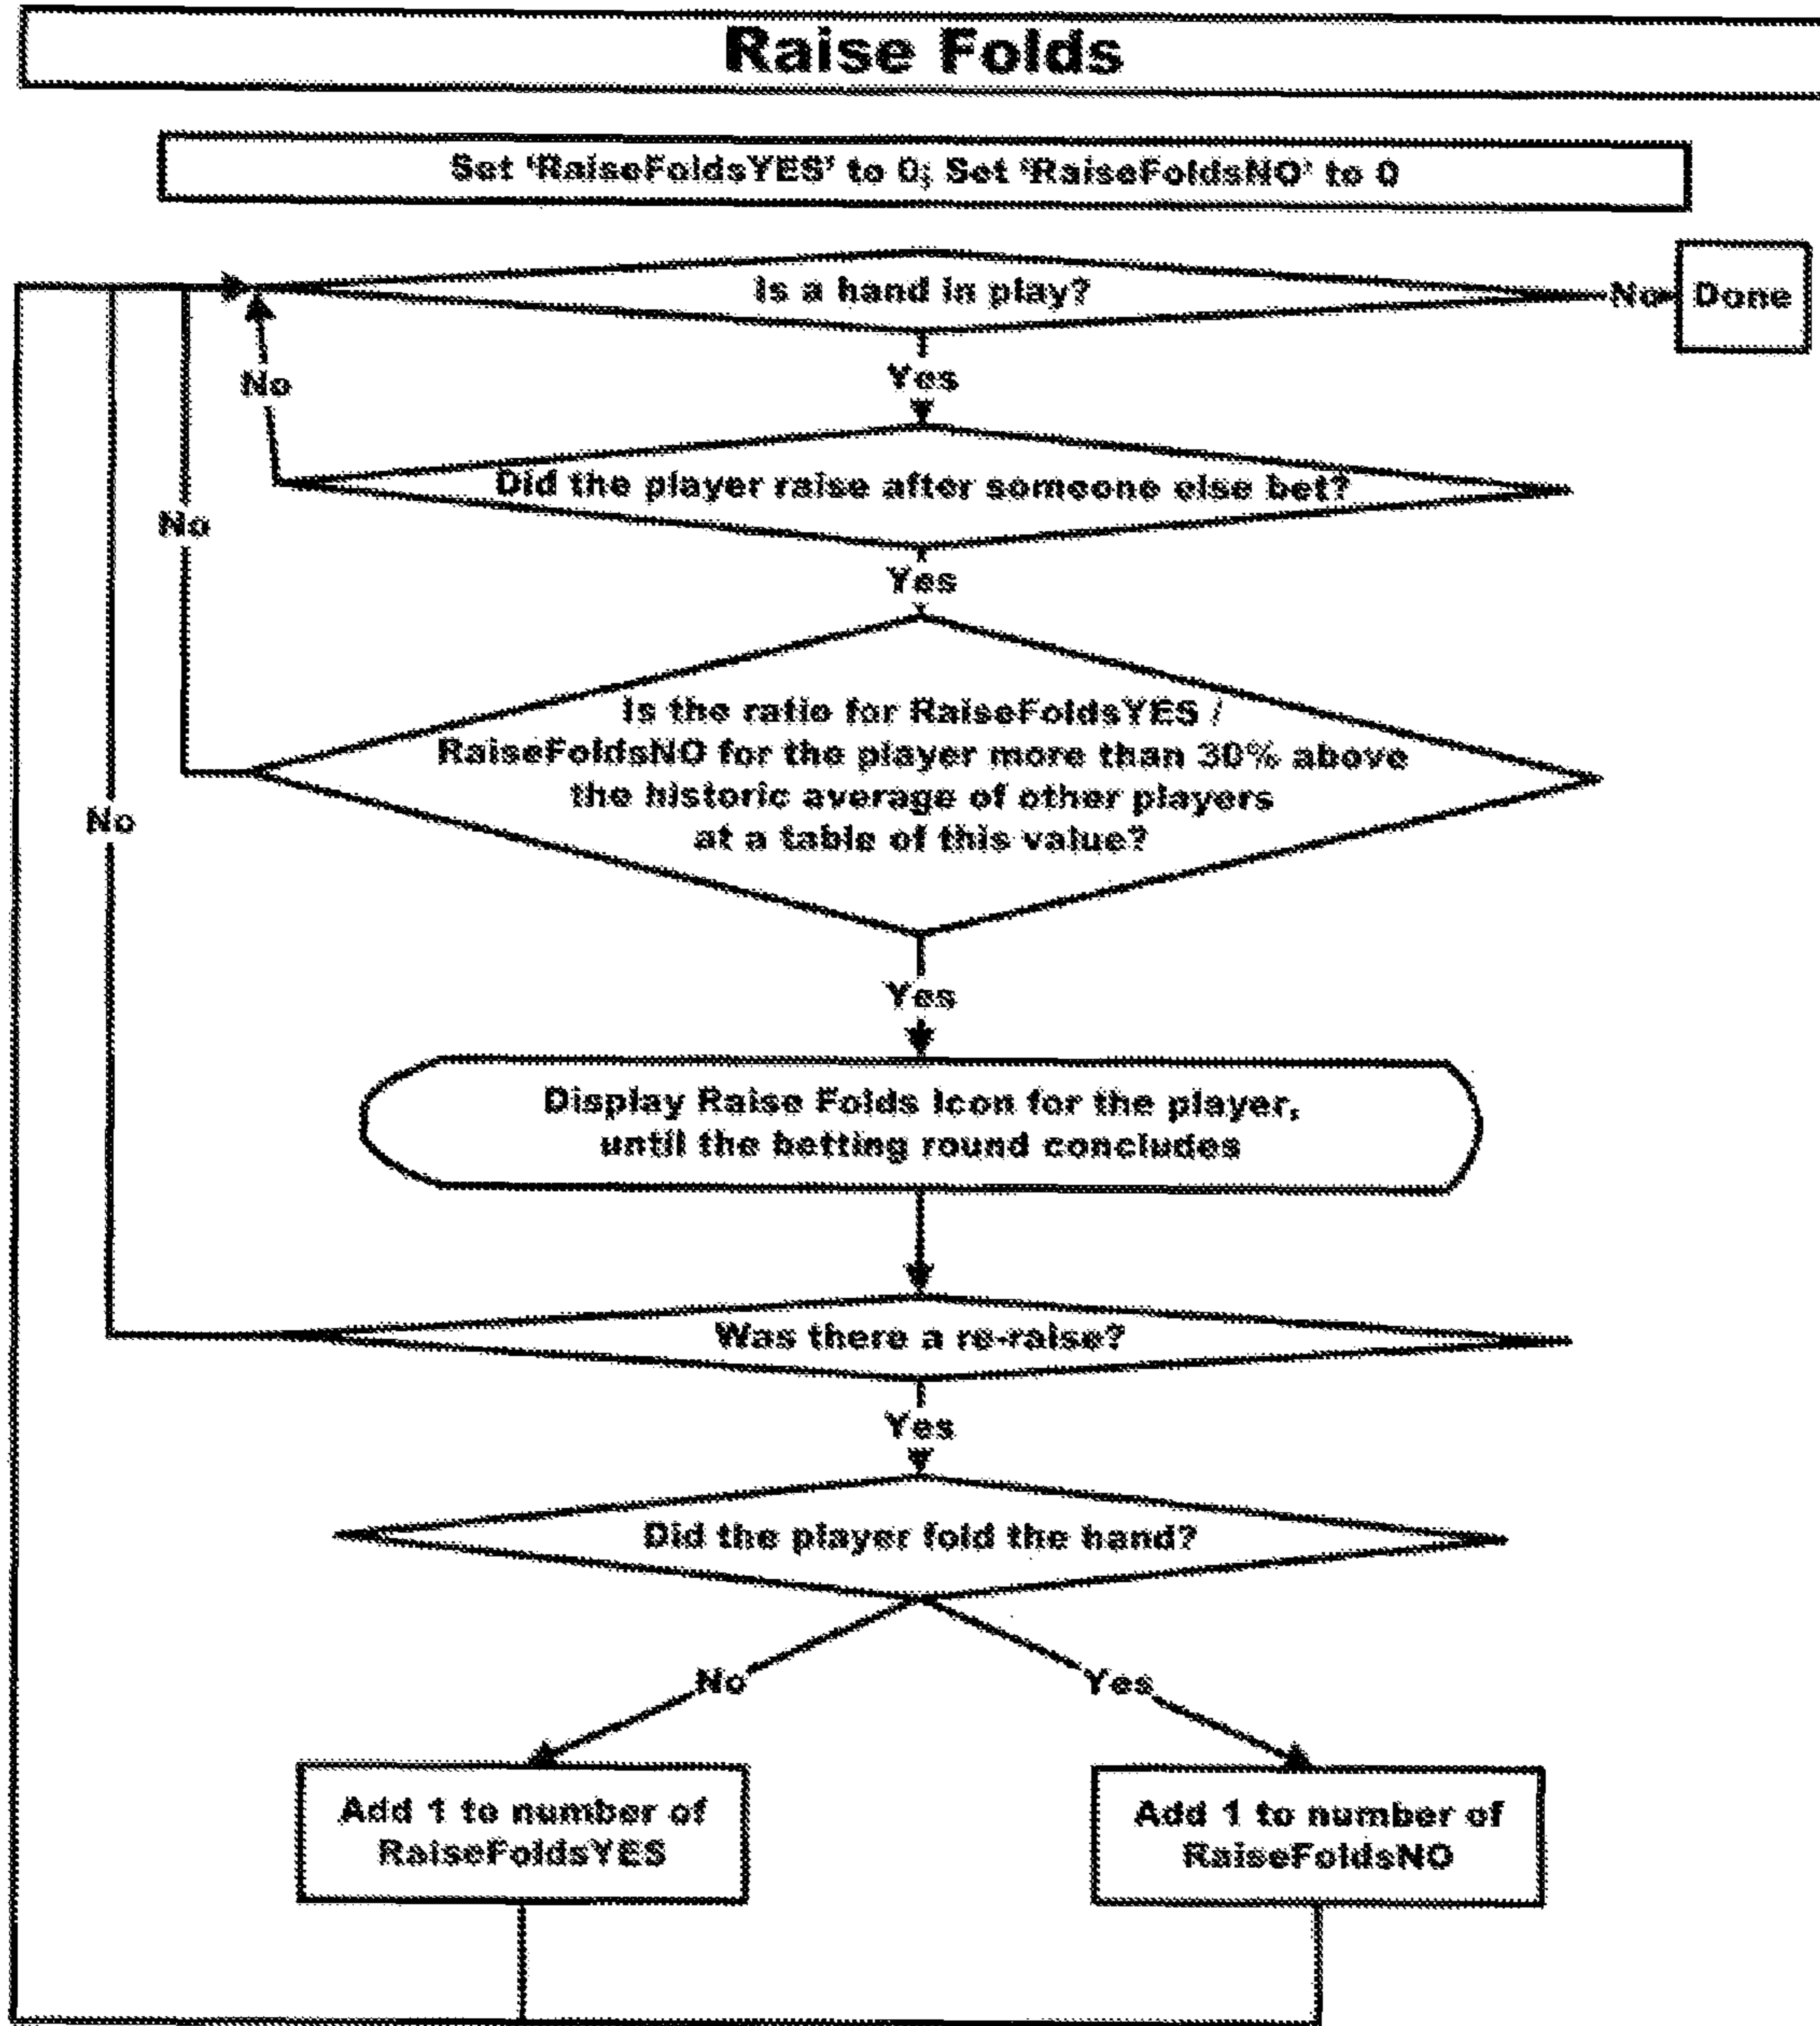 Raise Folds
Set 'RaiseFoldsYES' to 0; Set 'RaiseFoldsNO' to 0
Is a hand in play?
No
Done
Yes
No
Did the player raise after someone else bet?
No
Yes
Is the ratio for RaiseFoldsYES /
RaiseFoldsNO for the player more than 30% above
the historic average of other players
at a table of this value?
No
Yes
Display Raise Folds Icon for the player,
until the betting round concludes
Was there a re-raise?
Yes
Did the player fold the hand?
No
Yes
Add 1 to number of
RaiseFoldsYES
Add 1 to number of
RaiseFoldsNO